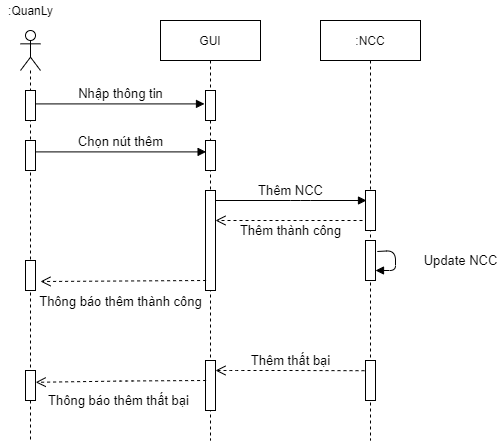 :QuanLy
GUI
:NCC
Nhập thông tin
Chọn nút thêm
Thêm NCC
Thêm thành công
Update NCC
Thông báo thêm thành công
Thêm thất bại
Thông báo thêm thất bại